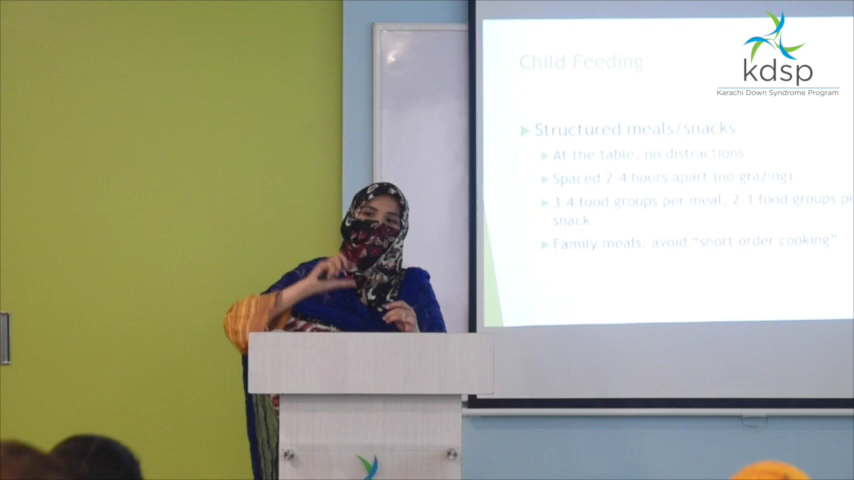 Child Feeding
kdsp
Karachi Down Syndrome Program
Structured meals/snacks
At the table, no distractions
Spaced 2-4 hours apart (no grazing)
3-4 food groups per meal, 2-3 food groups pe
snack
Family meals, avoid "short order cooking"